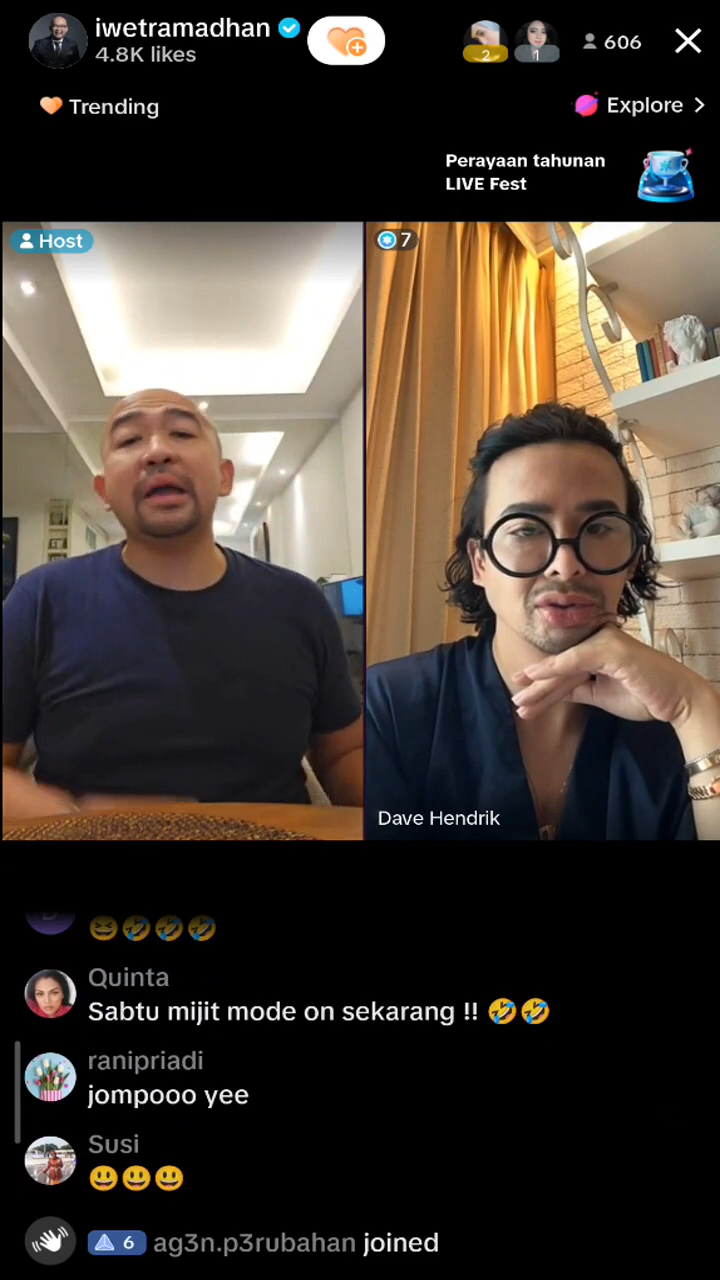 iwetramadhan
4.8K likes
2
1
606
Trending
Explore
Perayaan tahunan
LIVE Fest
Host
7
Dave Hendrik
Quinta
Sabtu mijit mode on sekarang !! 🤣🤣
ranipriadi
jompooo yee
Susi
😃😃😃
6 ag3n.p3rubahan joined